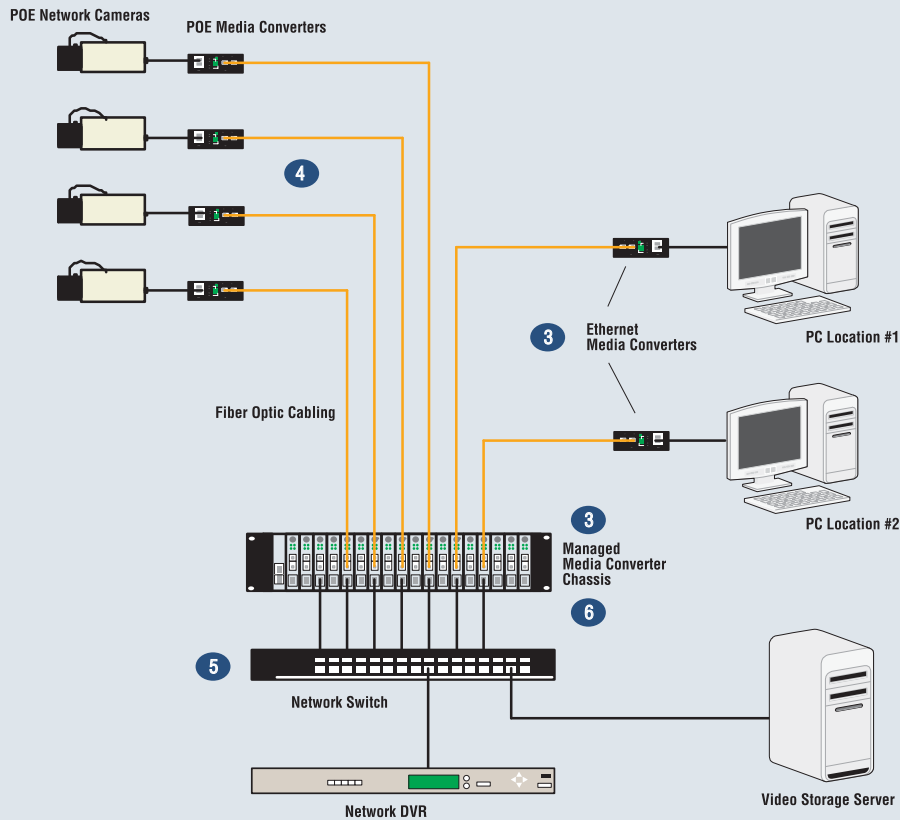 POE Network Cameras
POE Media Converters
4
3
Ethernet
Media Converters
PC Location #1
Fiber Optic Cabling
PC Location #2
3
Managed
Media Converter
Chassis
6
5
Network Switch
Video Storage Server
Network DVR